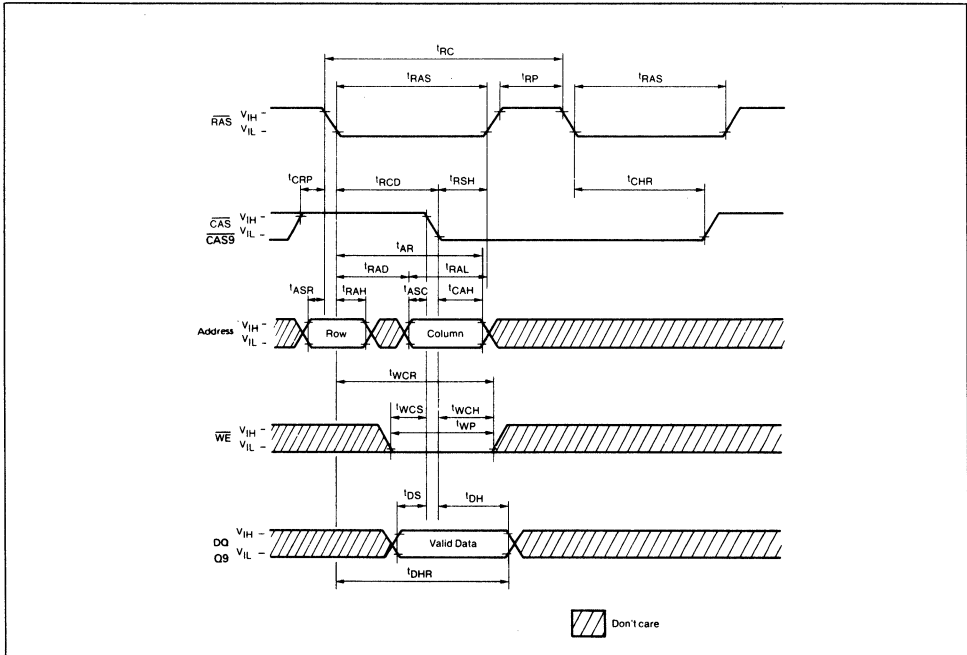 tRC
tRAS tRP tRAS
RAS VIH –
VIL –
tCRP tRCD tRSH tCHR
CAS VIH –
CAS9 VIL –
tAR
tRAD tRAL
tASR tRAH tASC tCAH
Address VIH –
VIL –
Row Column
tWCR
tWCS tWCH
tWP
WE VIH –
VIL –
tDS tDH
DQ VIH –
Q9 VIL –
Valid Data
tDHR
Don't care